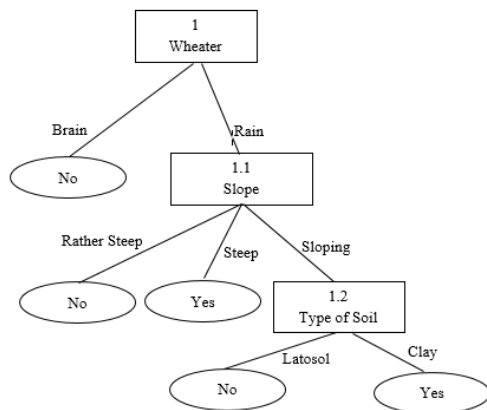 1
Wheater
Brain
Rain
No
1.1
Slope
Rather Steep
Steep
Sloping
No
Yes
1.2
Type of Soil
Latosol
Clay
No
Yes